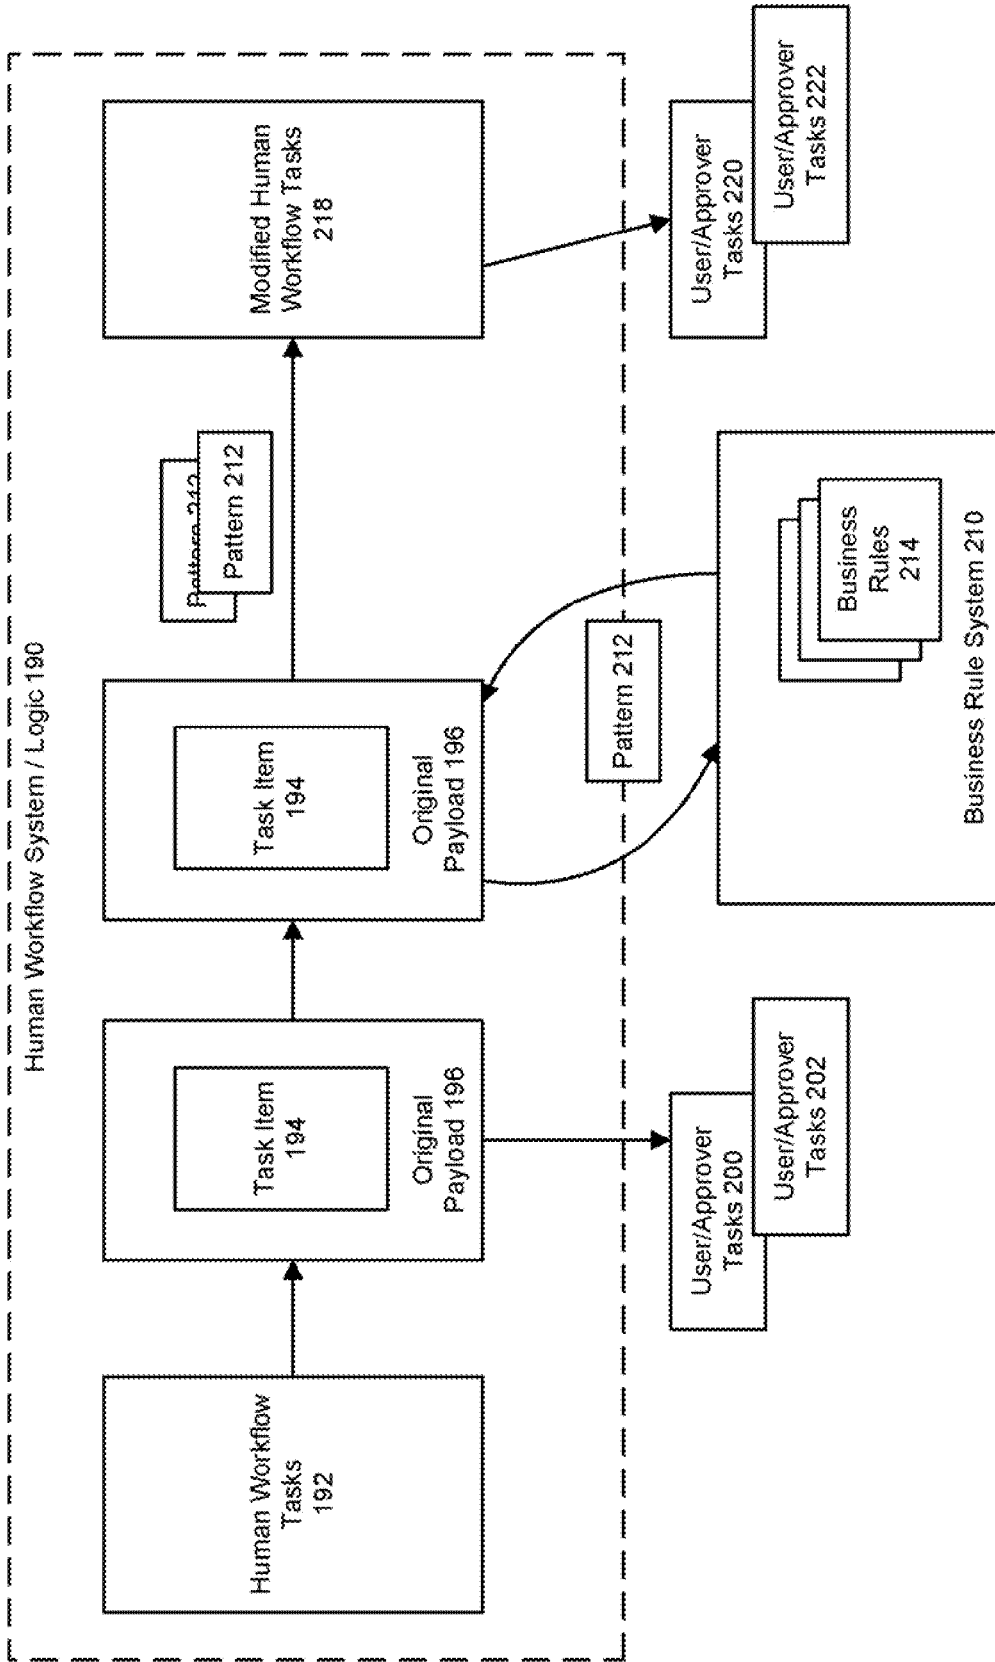 Human Workflow System / Logic 190
Human Workflow
Tasks
192
Task Item
194
Original
Payload 196
Task Item
194
Original
Payload 196
Pattern 212
Pattern 212
Modified Human
Workflow Tasks
218
User/Approver
Tasks 200
User/Approver
Tasks 202
Pattern 212
Business
Rules
214
Business Rule System 210
User/Approver
Tasks 220
User/Approver
Tasks 222